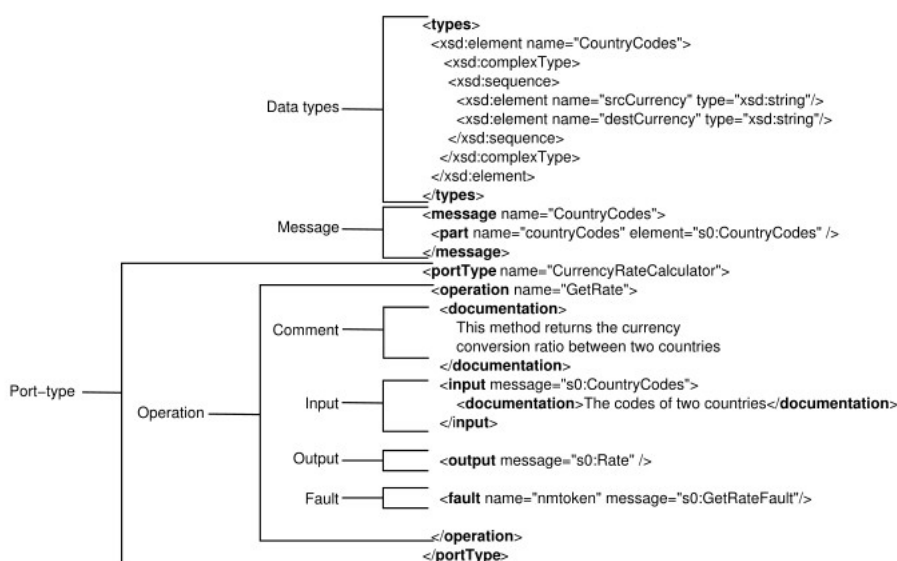 <types>
<xsd:element name="CountryCodes">
<xsd:complexType>
<xsd:sequence>
Data types
<xsd:element name="srcCurrency" type="xsd:string"/>
<xsd:element name="destCurrency" type="xsd:string"/>
</xsd:sequence>
</xsd:complexType>
</xsd:element>
</types>
<message name="CountryCodes">
Message
<part name="countryCodes" element="s0:CountryCodes" />
</message>
<portType name="CurrencyRateCalculator">
<operation name="GetRate">
<documentation>
Comment
This method returns the currency
conversion ratio between two countries
</documentation>
Port-type
<input message="s0:CountryCodes">
Operation
Input
<documentation>The codes of two countries</documentation>
</input>
Output
<output message="s0:Rate" />
Fault
<fault name="nmtoken" message="s0:GetRateFault"/>
</operation>
</portType>